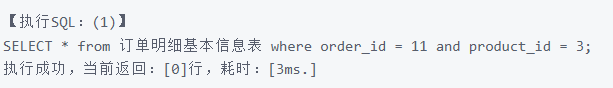 【执行SQL：(1)】
SELECT * from 订单明细基本信息表 where order_id = 11 and product_id = 3;
执行成功，当前返回：[0]行，耗时：[3ms.]